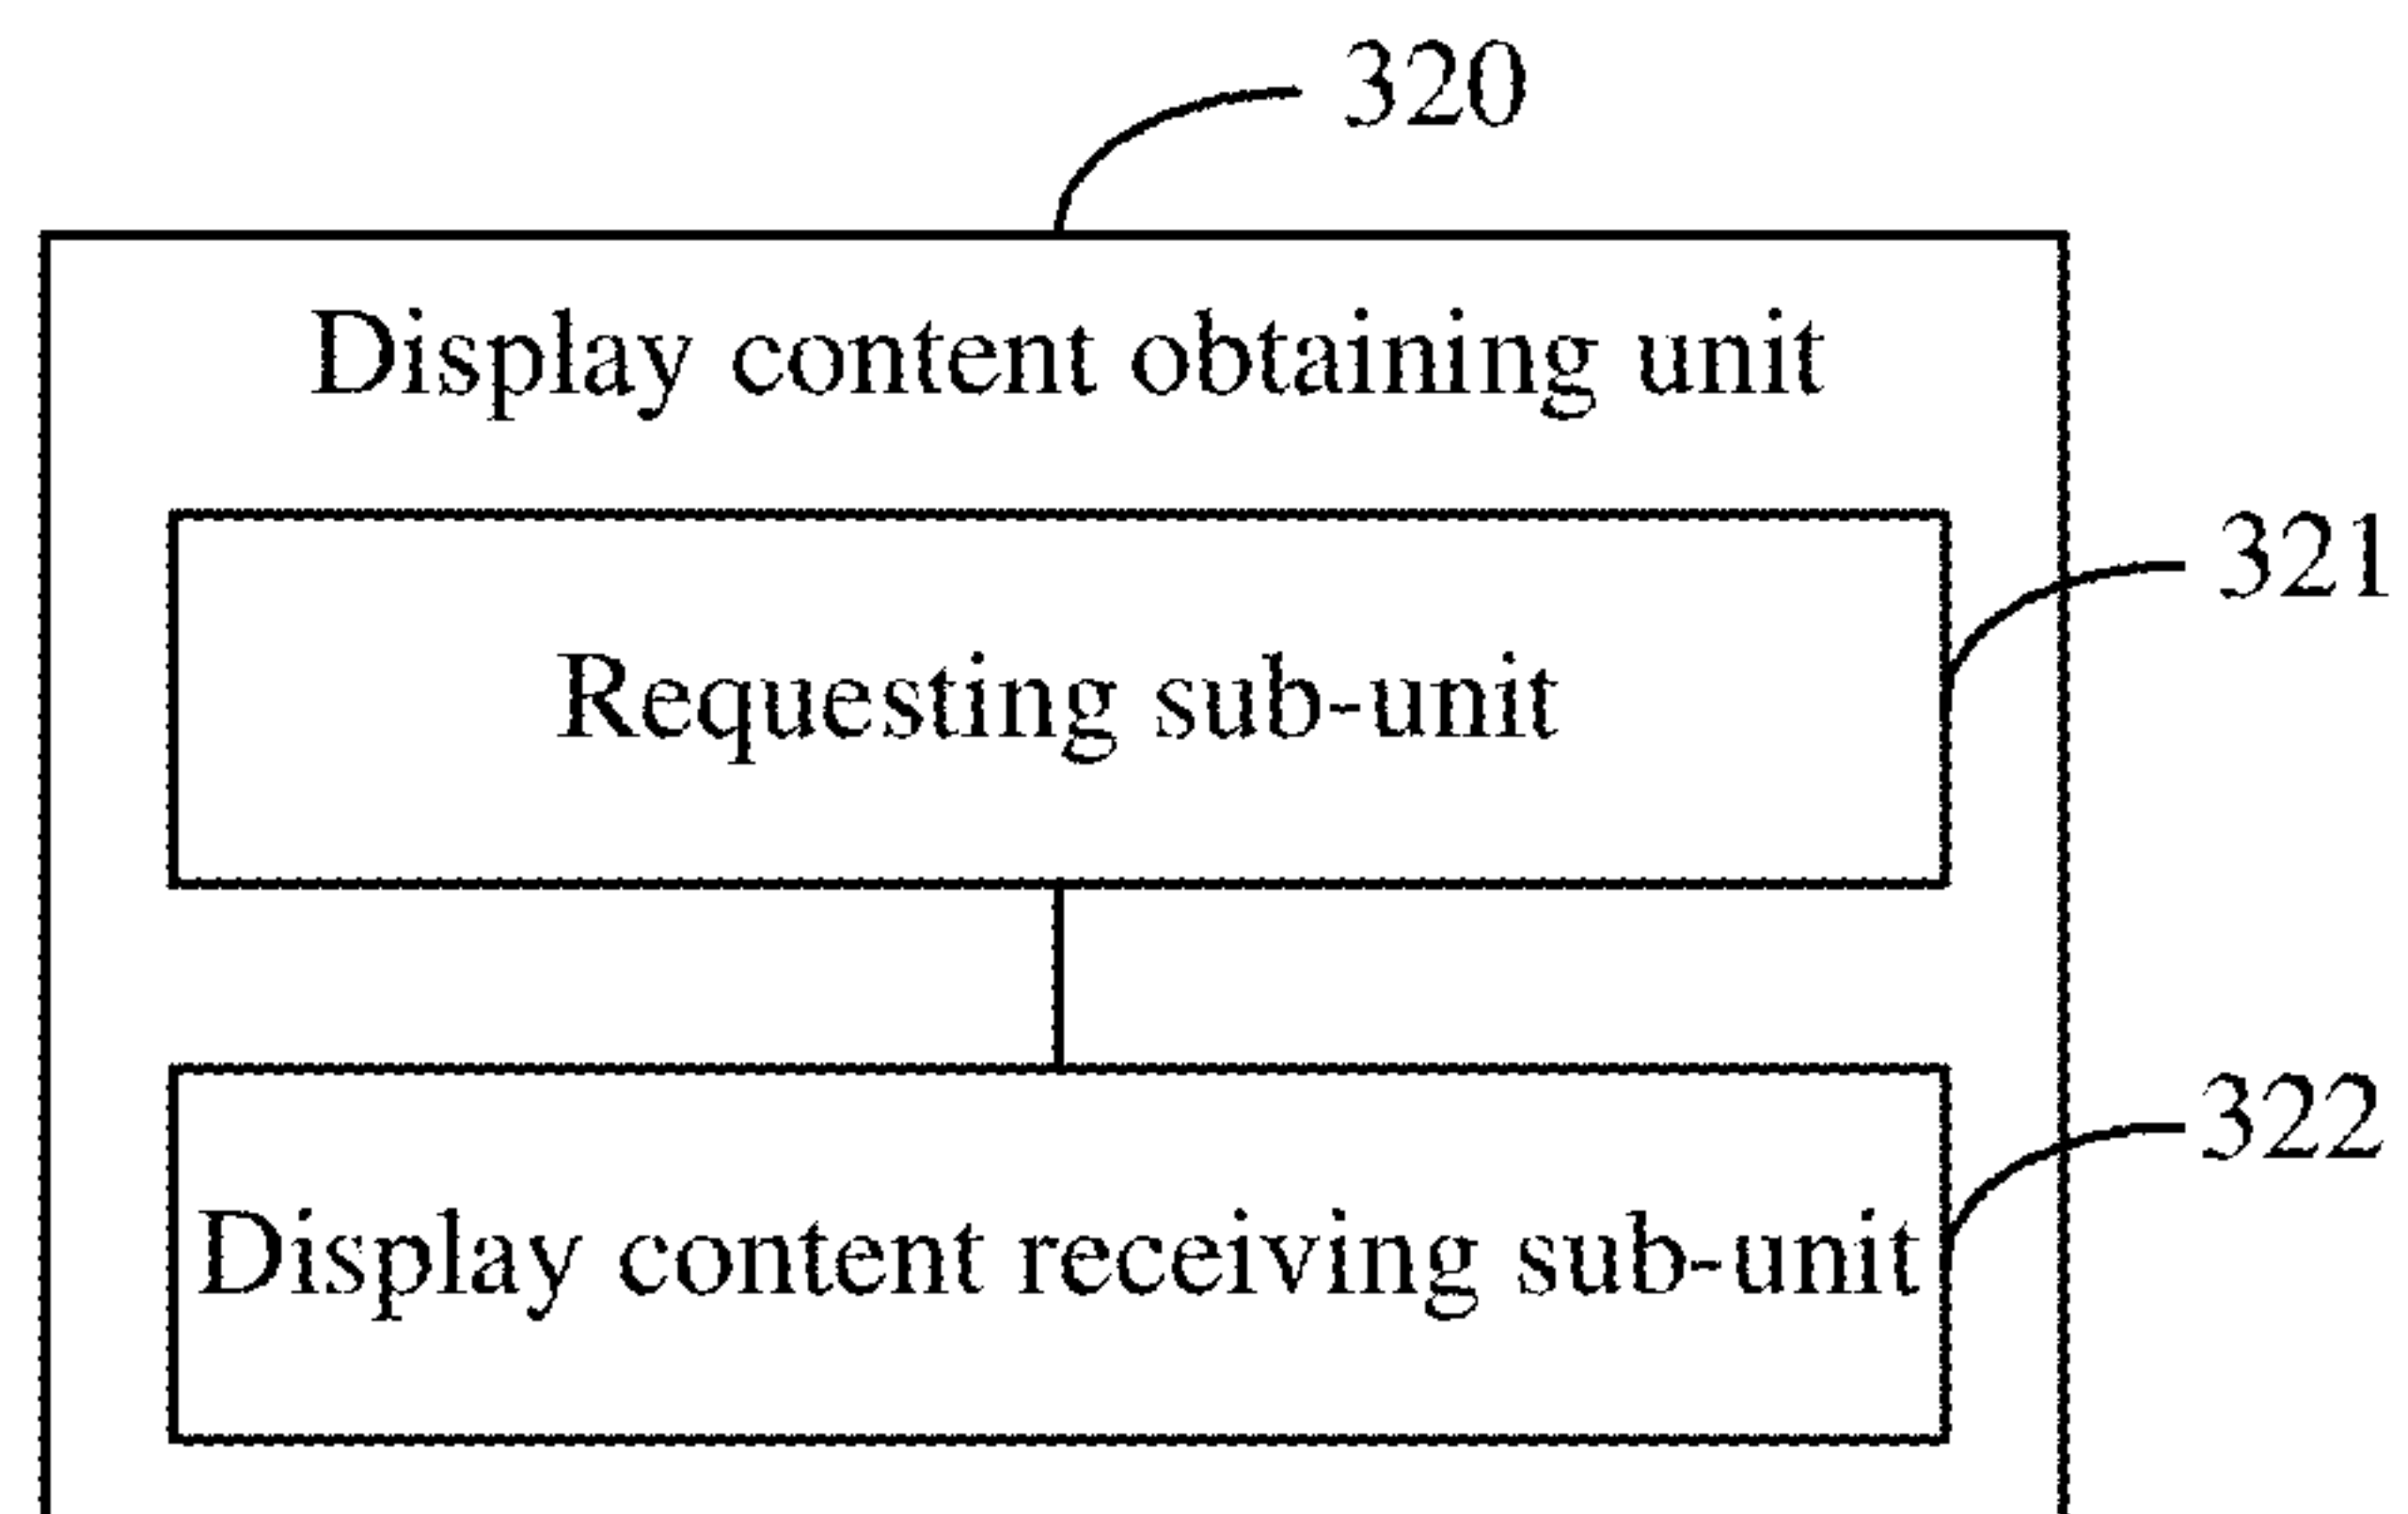 320
Display content obtaining unit
321
Requesting sub-unit
322
Display content receiving sub-unit